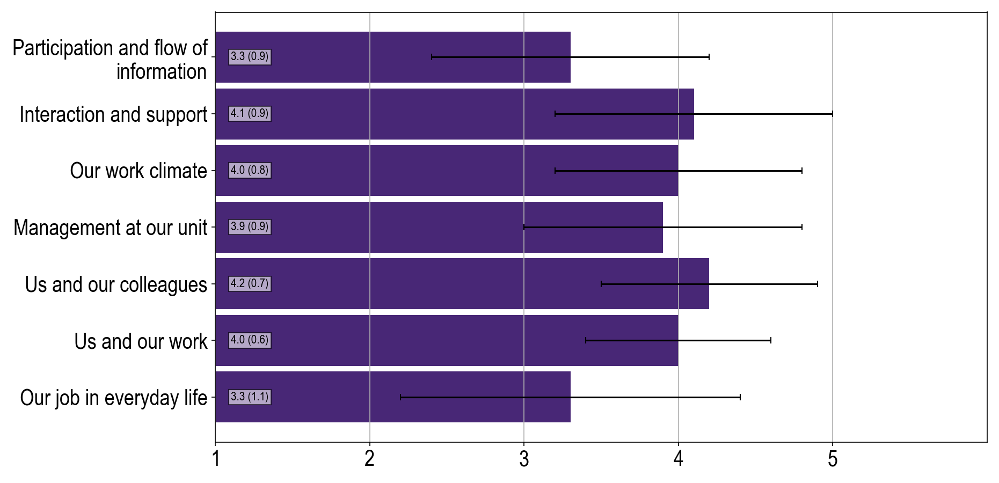 Participation and flow of
information
3.3 (0.9)
Interaction and support
4.1 (0.9)
Our work climate
4.0 (0.8)
Management at our unit
3.9 (0.9)
Us and our colleagues
4.2 (0.7)
Us and our work
4.0 (0.6)
Our job in everyday life
3.3 (1.1)
1 2 3 4 5